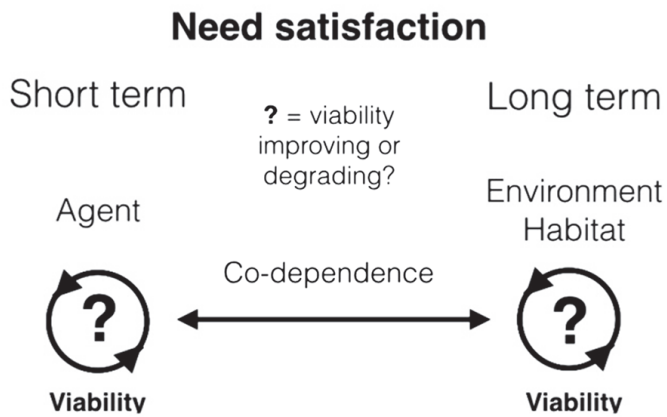 Need satisfaction
Short term
? = viability
improving or
degrading?
Long term
Agent
Environment
Habitat
Co-dependence
?
?
Viability
Viability